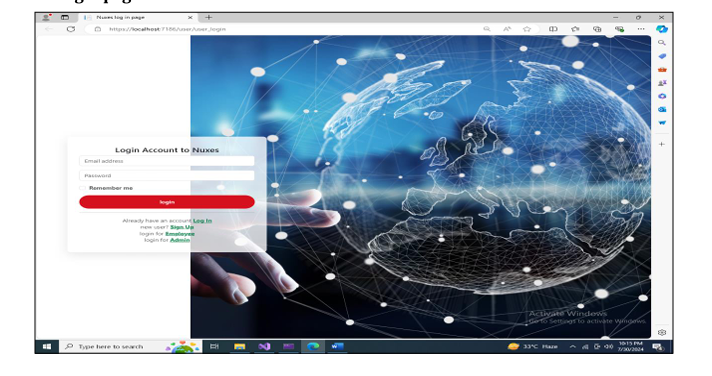 Nuxes log in page
https://localhost:7196/user/user_login
Login Account to Nuxes
Email address
Password
Remember me
login
Already have an account Log In
new user? Sign Up
login for Employee
login for Admin
Activate Windows
Go to Settings to activate Windows.
Type here to search
33°C Haze
10:15 PM
7/30/2024